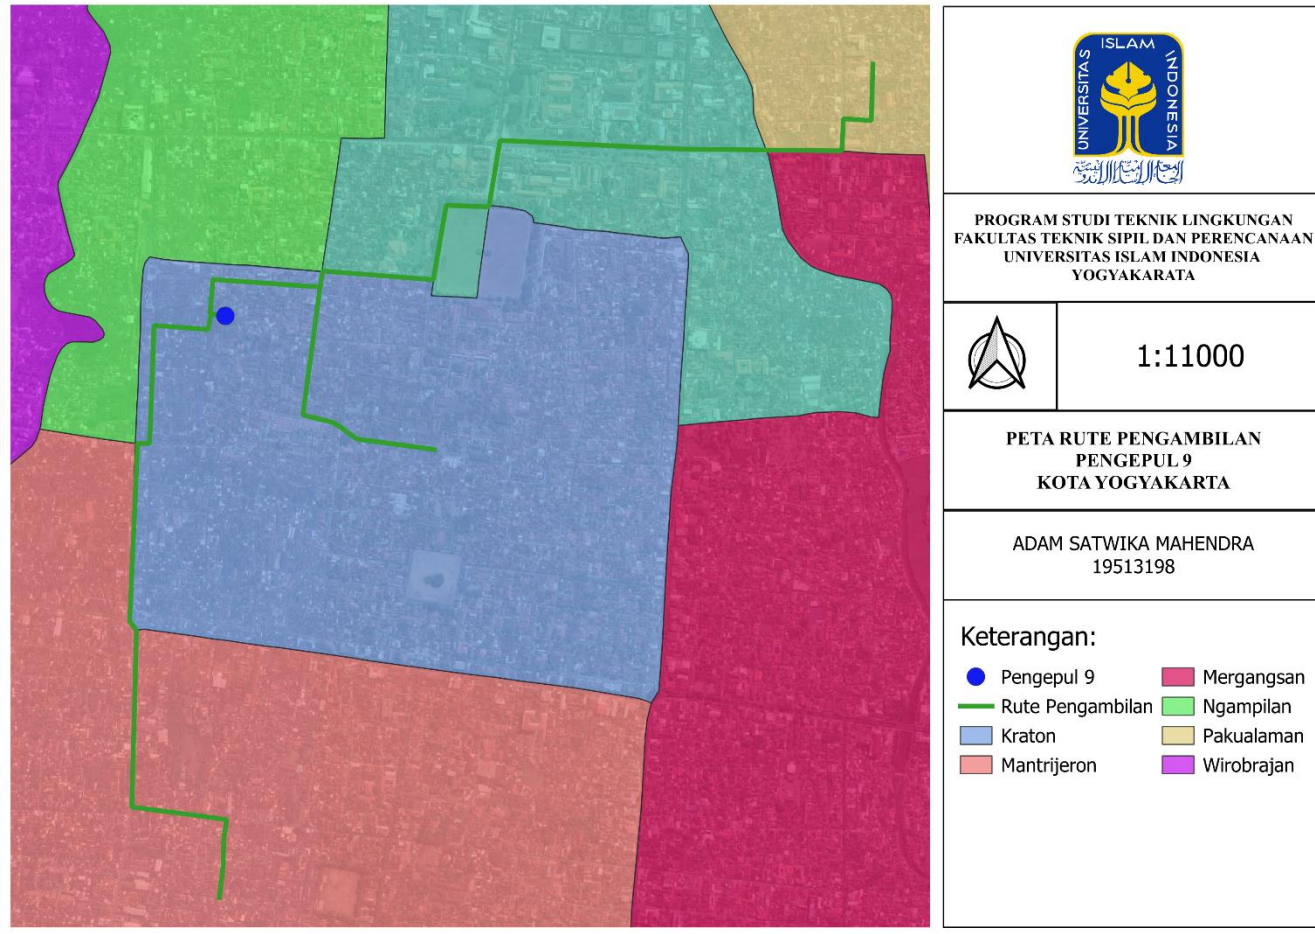 UNIVERSITAS
ISLAM
INDONESIA
PROGRAM STUDI TEKNIK LINGKUNGAN
FAKULTAS TEKNIK SIPIL DAN PERENCANAAN
UNIVERSITAS ISLAM INDONESIA
YOGYAKARATA
1:11000
PETA RUTE PENGAMBILAN
PENGEPUL 9
KOTA YOGYAKARTA
ADAM SATWIKA MAHENDRA
19513198
Keterangan:
Pengepul 9
Rute Pengambilan
Kraton
Mantrijeron
Mergangsan
Ngampilan
Pakualaman
Wirobrajan